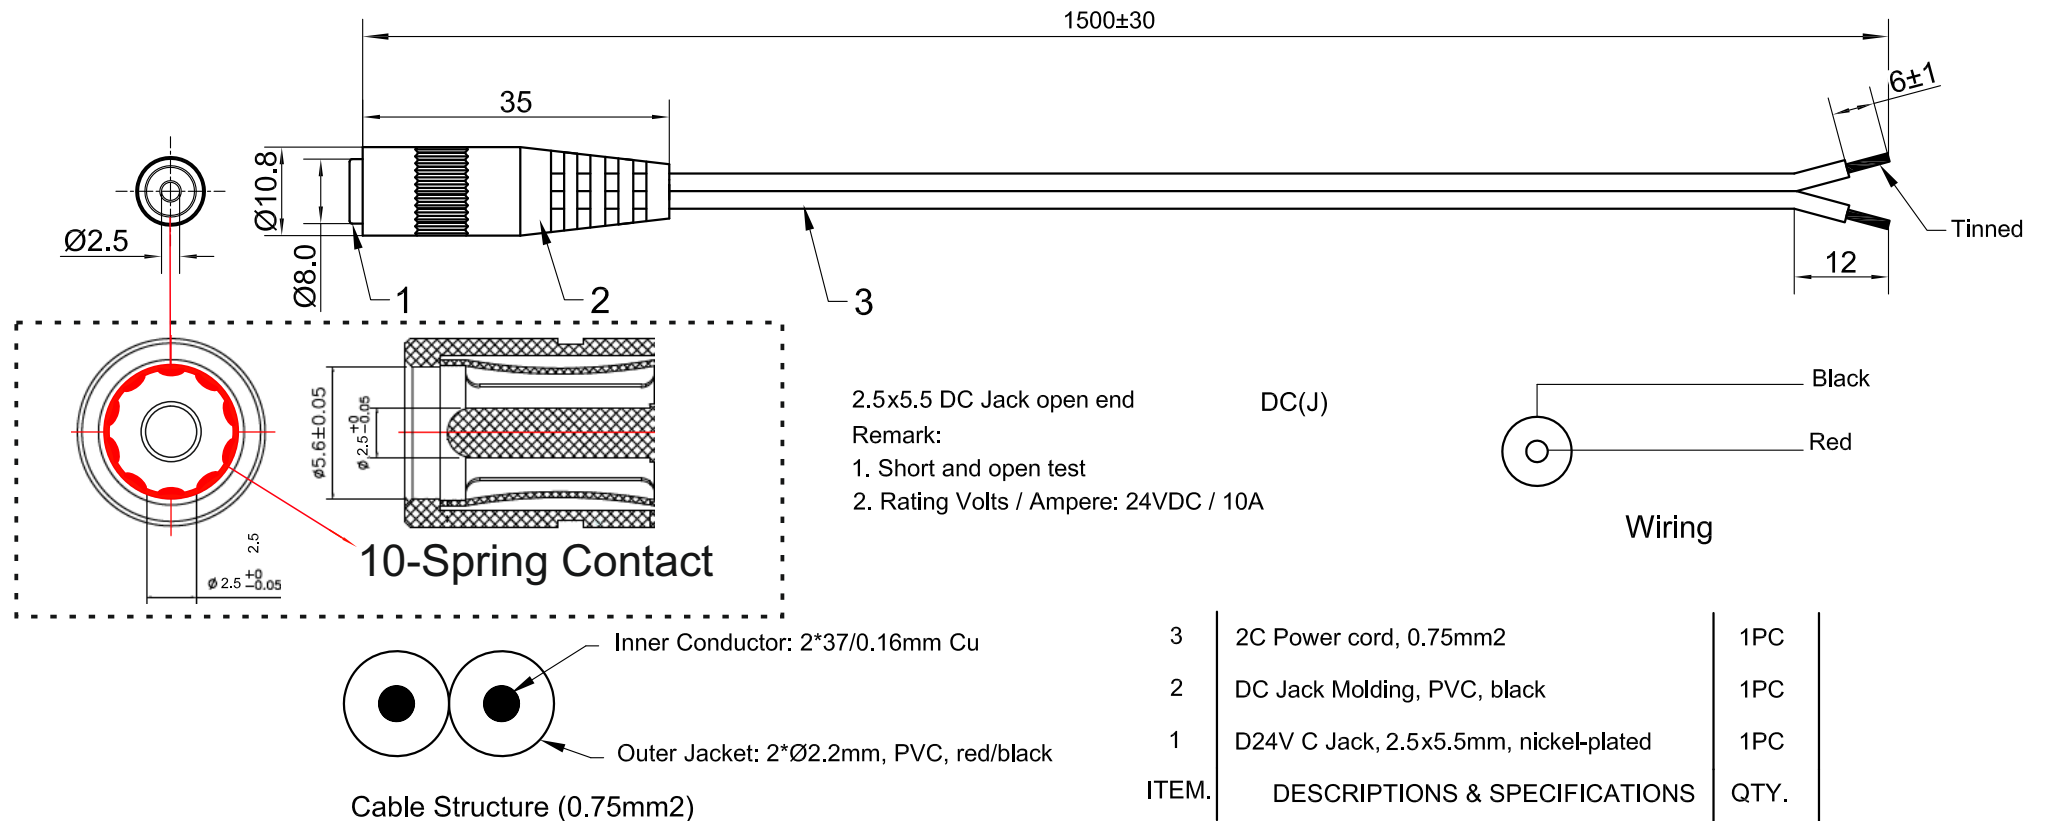 1500±30
35
6±1
Ø10.8
Ø8.0
Ø2.5
Tinned
12
1
2
3
ø5.6±0.05
ø2.5 +0 -0.05
2.5
ø2.5 +0 -0.05
10-Spring Contact
2.5x5.5 DC Jack open end
Remark:
1. Short and open test
2. Rating Volts / Ampere: 24VDC / 10A
DC(J)
Black
Red
Wiring
Inner Conductor: 2*37/0.16mm Cu
Outer Jacket: 2*Ø2.2mm, PVC, red/black
Cable Structure (0.75mm2)
3 2C Power cord, 0.75mm2 1PC
2 DC Jack Molding, PVC, black 1PC
1 D24V C Jack, 2.5x5.5mm, nickel-plated 1PC
ITEM. DESCRIPTIONS & SPECIFICATIONS QTY.